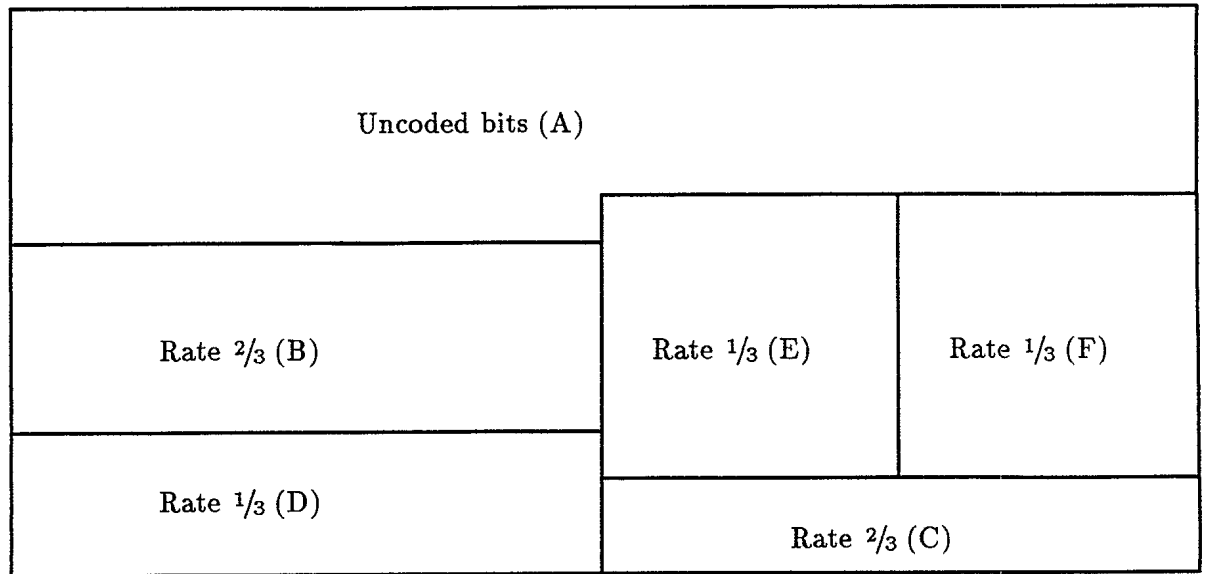 Uncoded bits (A)
Rate 2/3 (B)
Rate 1/3 (E)
Rate 1/3 (F)
Rate 1/3 (D)
Rate 2/3 (C)